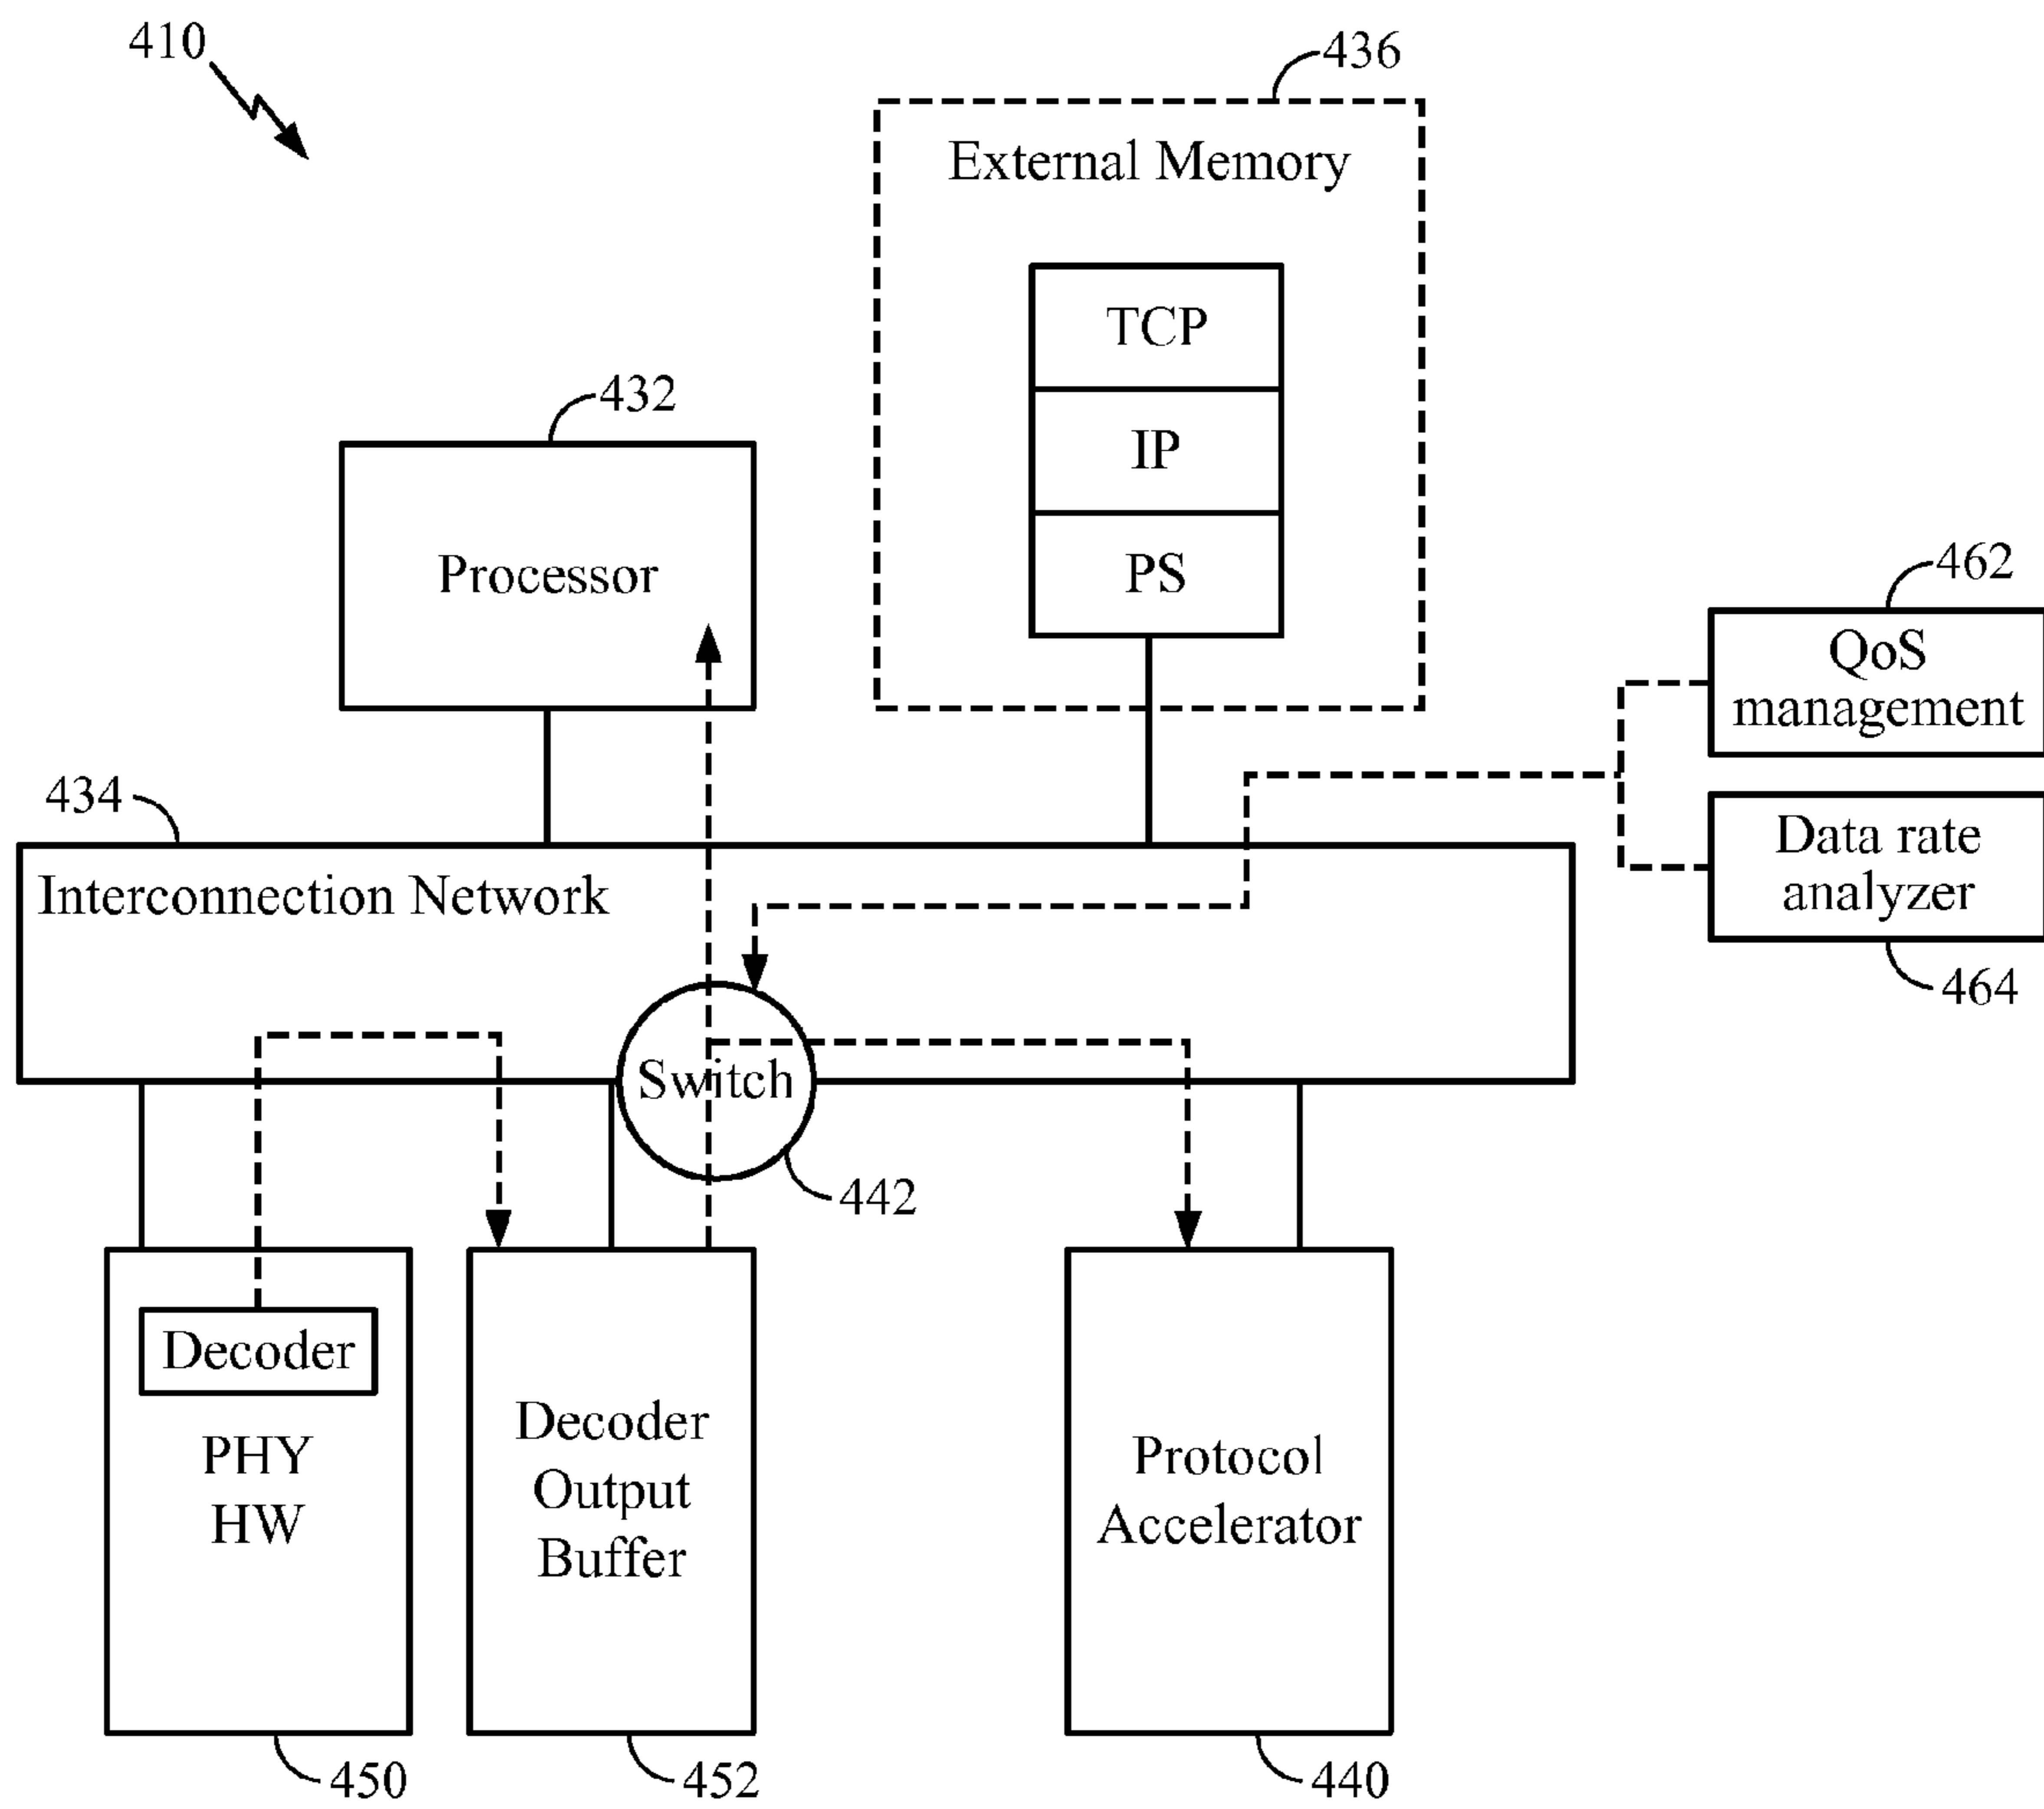 410
436
External Memory
TCP
432
IP
Processor
PS
462
QoS
management
434
Data rate
analyzer
Interconnection Network
464
Switch
442
Decoder
PHY
HW
Decoder
Output
Buffer
Protocol
Accelerator
450
452
440